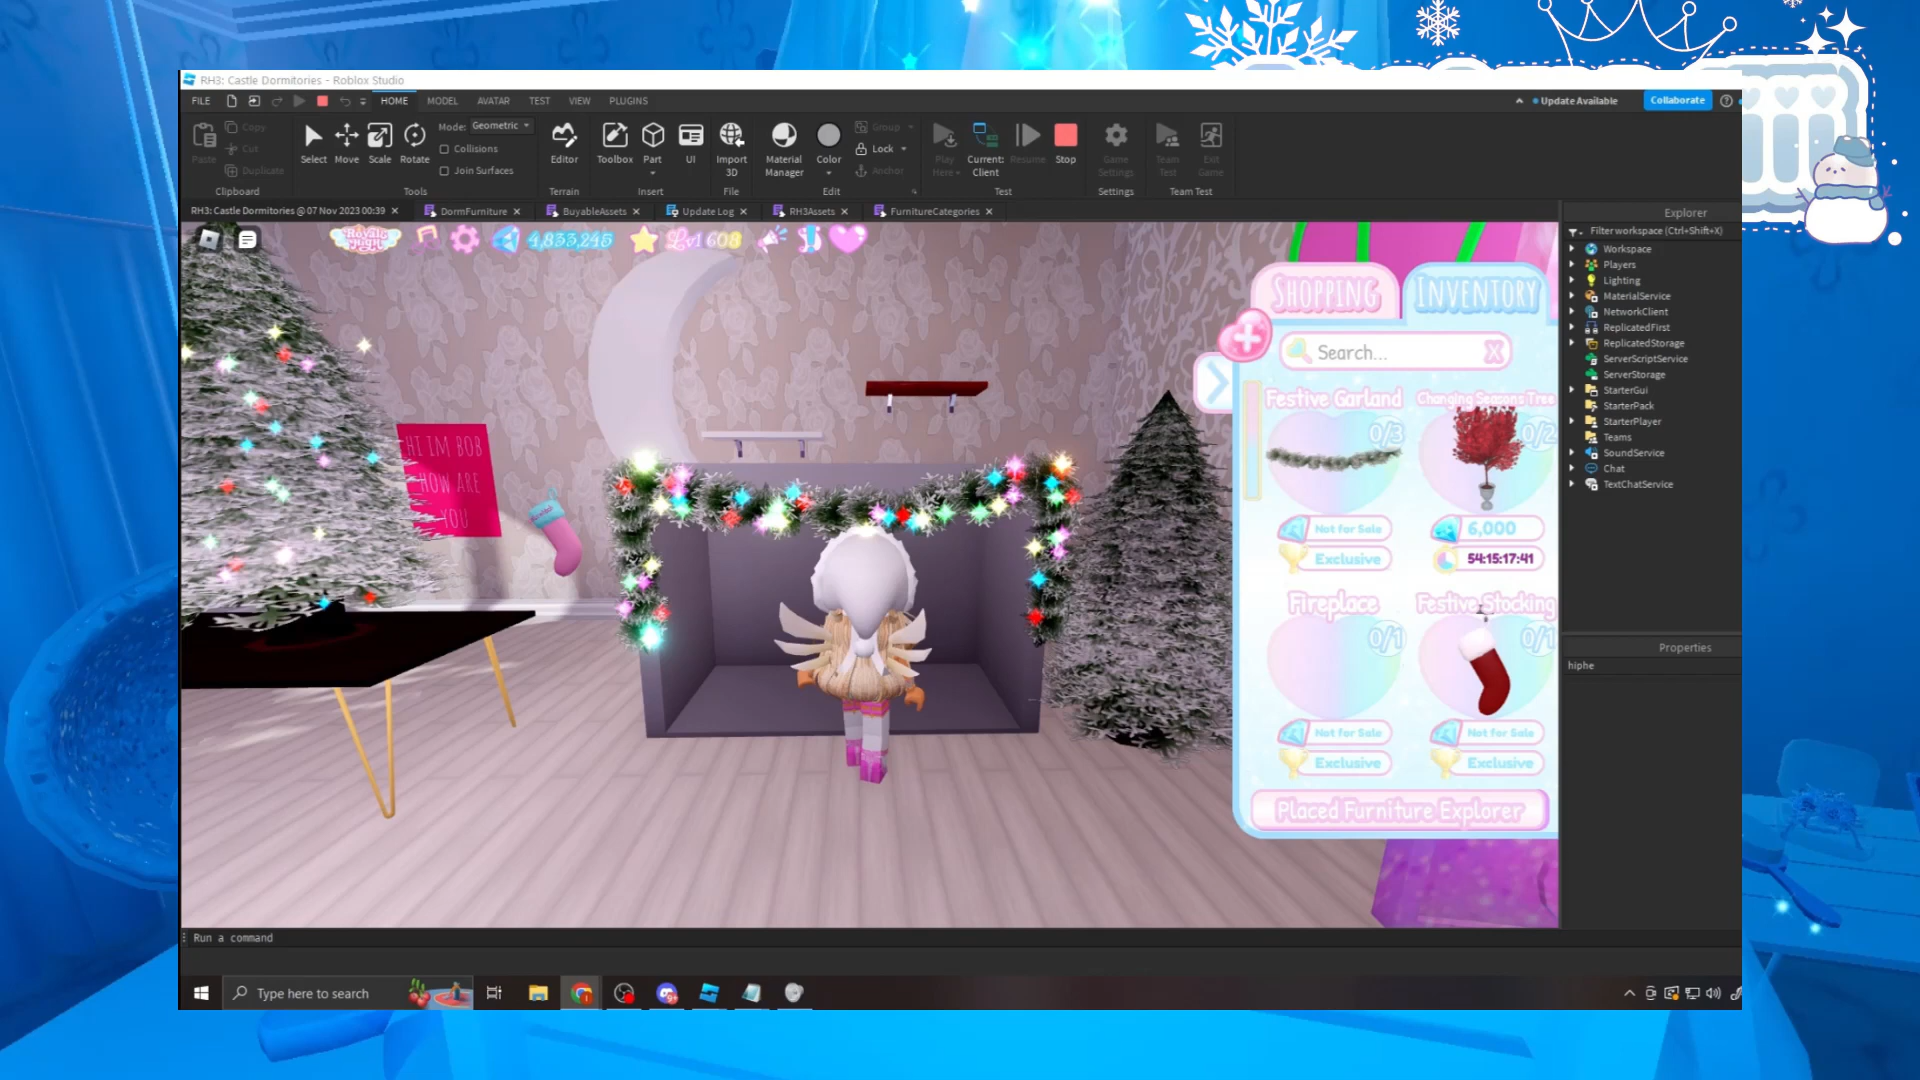 RH3: Castle Dormitories - Roblox Studio
FILE HOME MODEL AVATAR TEST VIEW PLUGINS Update Available Collaborate
Paste Copy Cut Duplicate Clipboard
Select Move Scale Rotate Mode: Geometric Collisions Join Surfaces Tools
Editor Terrain
Toolbox Part UI Insert
Import 3D File
Material Manager Color Group Lock Anchor Edit
Play Here Current: Client Resume Stop Test
Game Settings Settings
Team Test Exit Game Team Test
RH3: Castle Dormitories @ 07 Nov 2023 00:39 DormFurniture BuyableAssets Update Log RH3Assets FurnitureCategories
Royale High 4,833,245 Lvl 608
HI IM BOB
HOW ARE
YOU
SHOPPING INVENTORY
Search... X
Festive Garland Changing Seasons Tree
0/3 0/2
Not for Sale 6,000
Exclusive 54:15:17:41
Fireplace Festive Stocking
0/1 0/1
Not for Sale Not for Sale
Exclusive Exclusive
Placed Furniture Explorer
Explorer
Filter workspace (Ctrl+Shift+X)
Workspace
Players
Lighting
MaterialService
NetworkClient
ReplicatedFirst
ReplicatedStorage
ServerScriptService
ServerStorage
StarterGui
StarterPack
StarterPlayer
Teams
SoundService
Chat
TextChatService
Properties
hiphe
Run a command
Type here to search